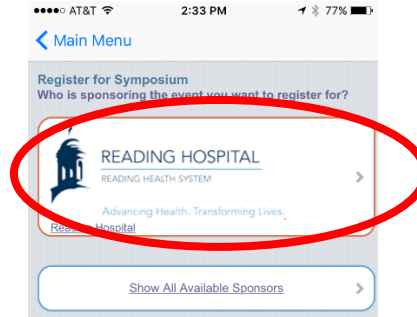 AT&T 2:33 PM 77%
Main Menu
Register for Symposium
Who is sponsoring the event you want to register for?
READING HOSPITAL
READING HEALTH SYSTEM
Advancing Health. Transforming Lives.
Reading Hospital
Show All Available Sponsors